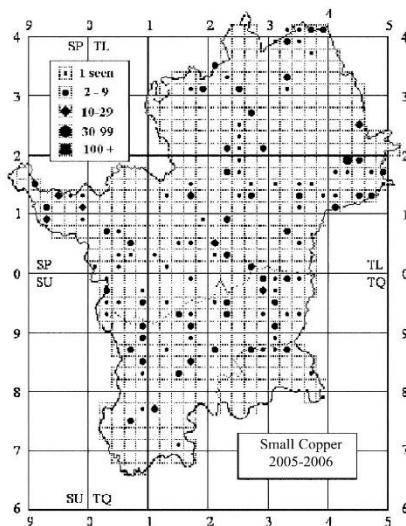 9 0 1 2 3 4 5
4 SP TL 4
3 1 seen 3
2 - 9
10-29
30-99
2 100+ 2
1 1
0 SP TL 0
SU TQ
9 9
8 8
7 Small Copper 7
2005-2006
6 SU TQ 6
9 0 1 2 3 4 5